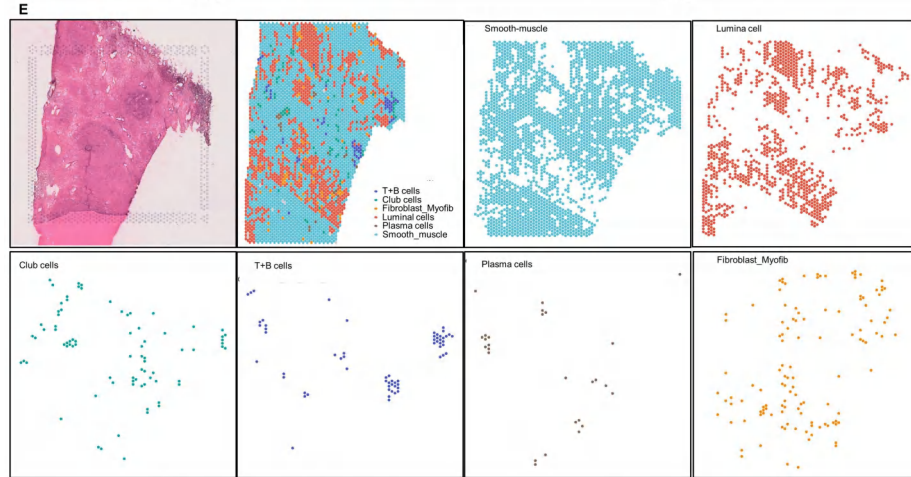 E
Smooth-muscle
Lumina cell
T+B cells
Club cells
Fibroblast_Myofib
Luminal cells
Plasma cells
Smooth_muscle
Club cells
T+B cells
Plasma cells
Fibroblast_Myofib